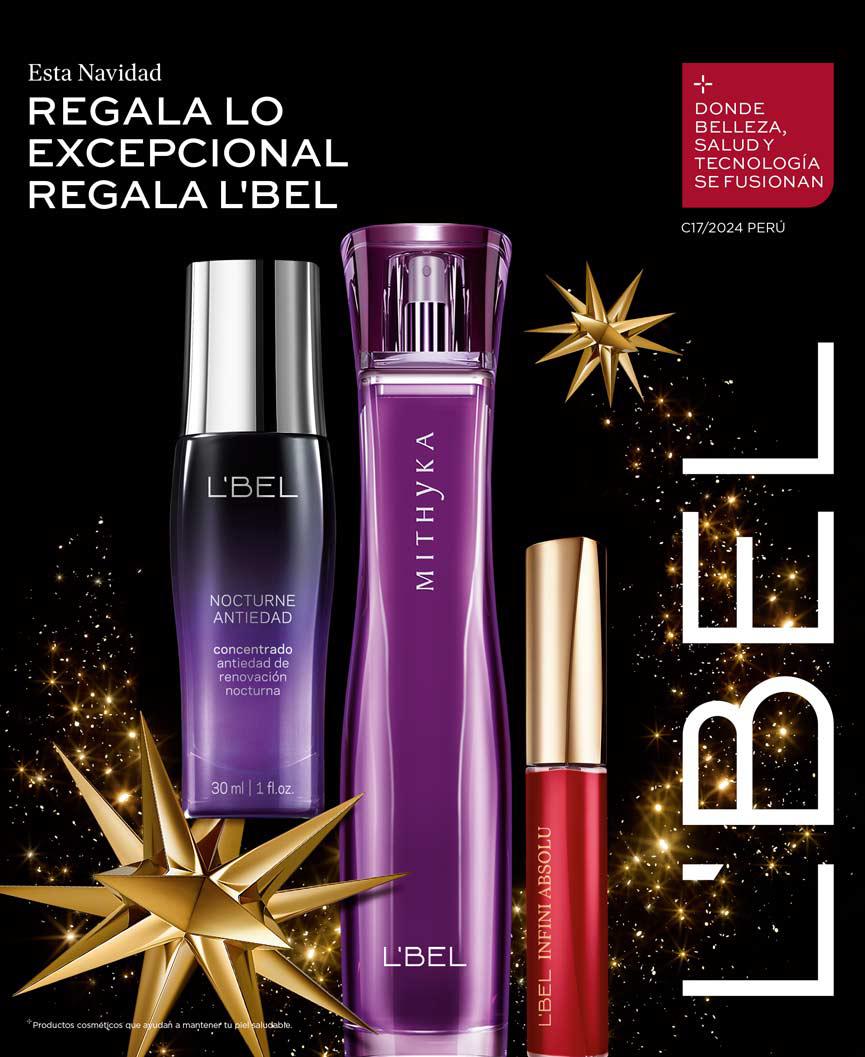 Esta Navidad
REGALA LO
EXCEPCIONAL
REGALA L'BEL
DONDE
BELLEZA,
SALUD Y
TECNOLOGÍA
SE FUSIONAN
C17/2024 PERÚ
L'BEL
NOCTURNE
ANTIEDAD
concentrado
antiedad de
renovación
nocturna
30 ml | 1 fl.oz.
MITHyKA
L'BEL
L'BEL INFINI ABSOLU
L'BEL
*Productos cosméticos que ayudan a mantener tu piel saludable.